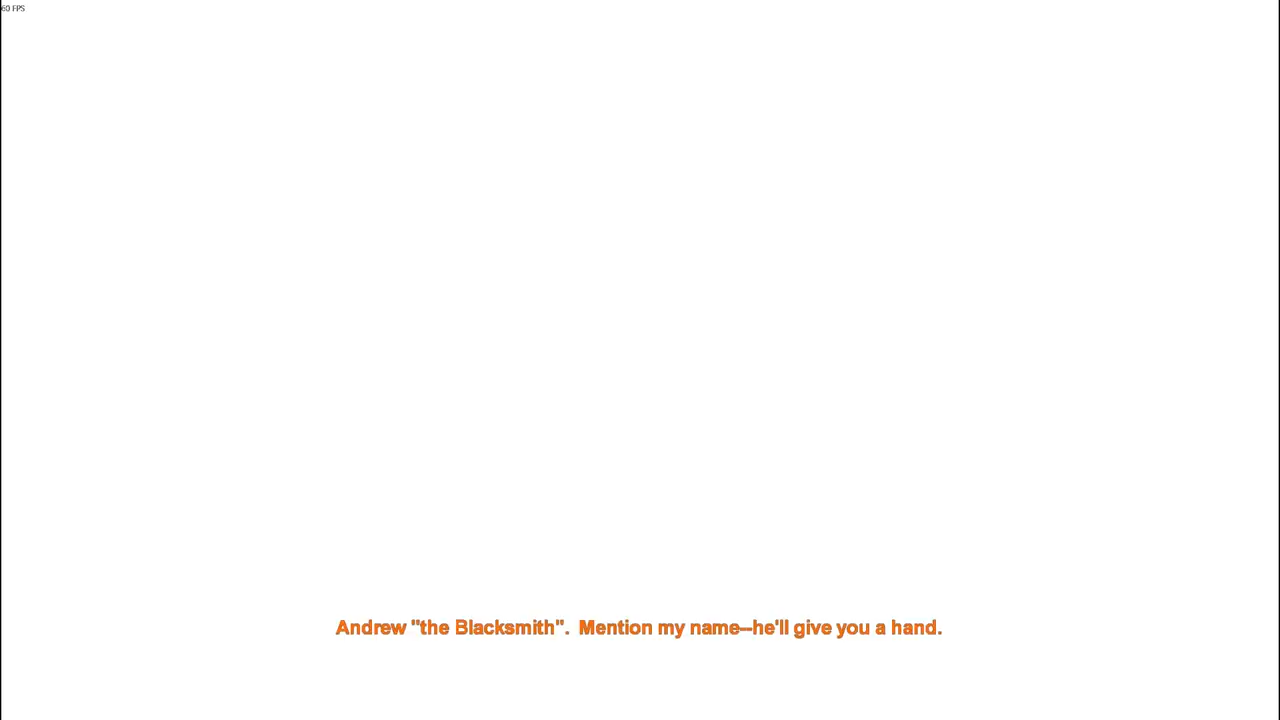 60 FPS
Andrew "the Blacksmith".  Mention my name--he'll give you a hand.